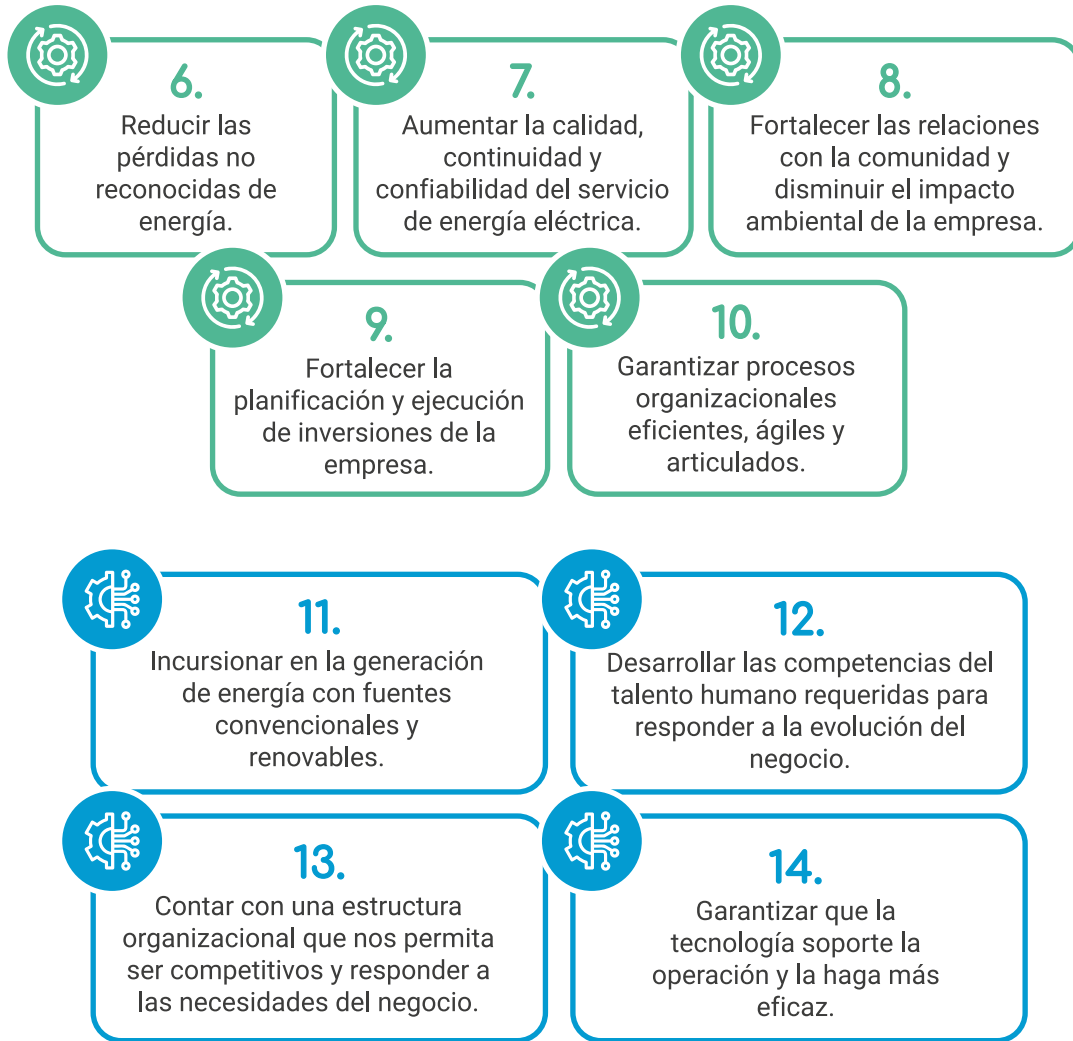 6.
Reducir las
pérdidas no
reconocidas de
energía.
7.
Aumentar la calidad,
continuidad y
confiabilidad del servicio
de energía eléctrica.
8.
Fortalecer las relaciones
con la comunidad y
disminuir el impacto
ambiental de la empresa.
9.
Fortalecer la
planificación y ejecución
de inversiones de la
empresa.
10.
Garantizar procesos
organizacionales
eficientes, ágiles y
articulados.
11.
Incursionar en la generación
de energía con fuentes
convencionales y
renovables.
12.
Desarrollar las competencias del
talento humano requeridas para
responder a la evolución del
negocio.
13.
Contar con una estructura
organizacional que nos permita
ser competitivos y responder a
las necesidades del negocio.
14.
Garantizar que la
tecnología soporte la
operación y la haga más
eficaz.